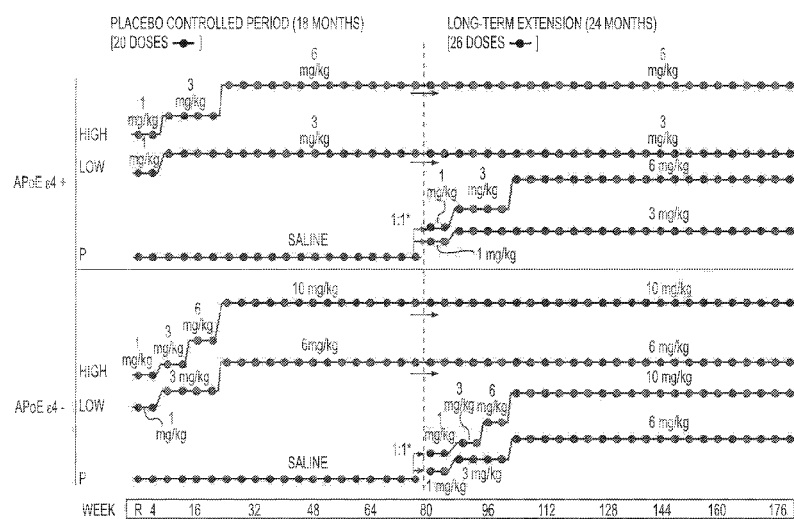 PLACEBO CONTROLLED PERIOD (18 MONTHS)
[20 DOSES ]
LONG-TERM EXTENSION (24 MONTHS)
[26 DOSES ]
6
mg/kg
6
mg/kg
3
mg/kg
1
mg/kg
HIGH
3
mg/kg
3
mg/kg
1
mg/kg
LOW
APoE ε4 +
6 mg/kg
3
mg/kg
1
mg/kg
1:1*
3 mg/kg
SALINE
1 mg/kg
P
10 mg/kg
10 mg/kg
6
mg/kg
3
mg/kg
1
mg/kg
6mg/kg
6 mg/kg
HIGH
3 mg/kg
10 mg/kg
APoE ε4 -
LOW
1
mg/kg
3
mg/kg
6
mg/kg
1
mg/kg
6 mg/kg
1:1*
SALINE
3 mg/kg
P
1 mg/kg
WEEK R 4 16 32 48 64 80 96 112 128 144 160 176